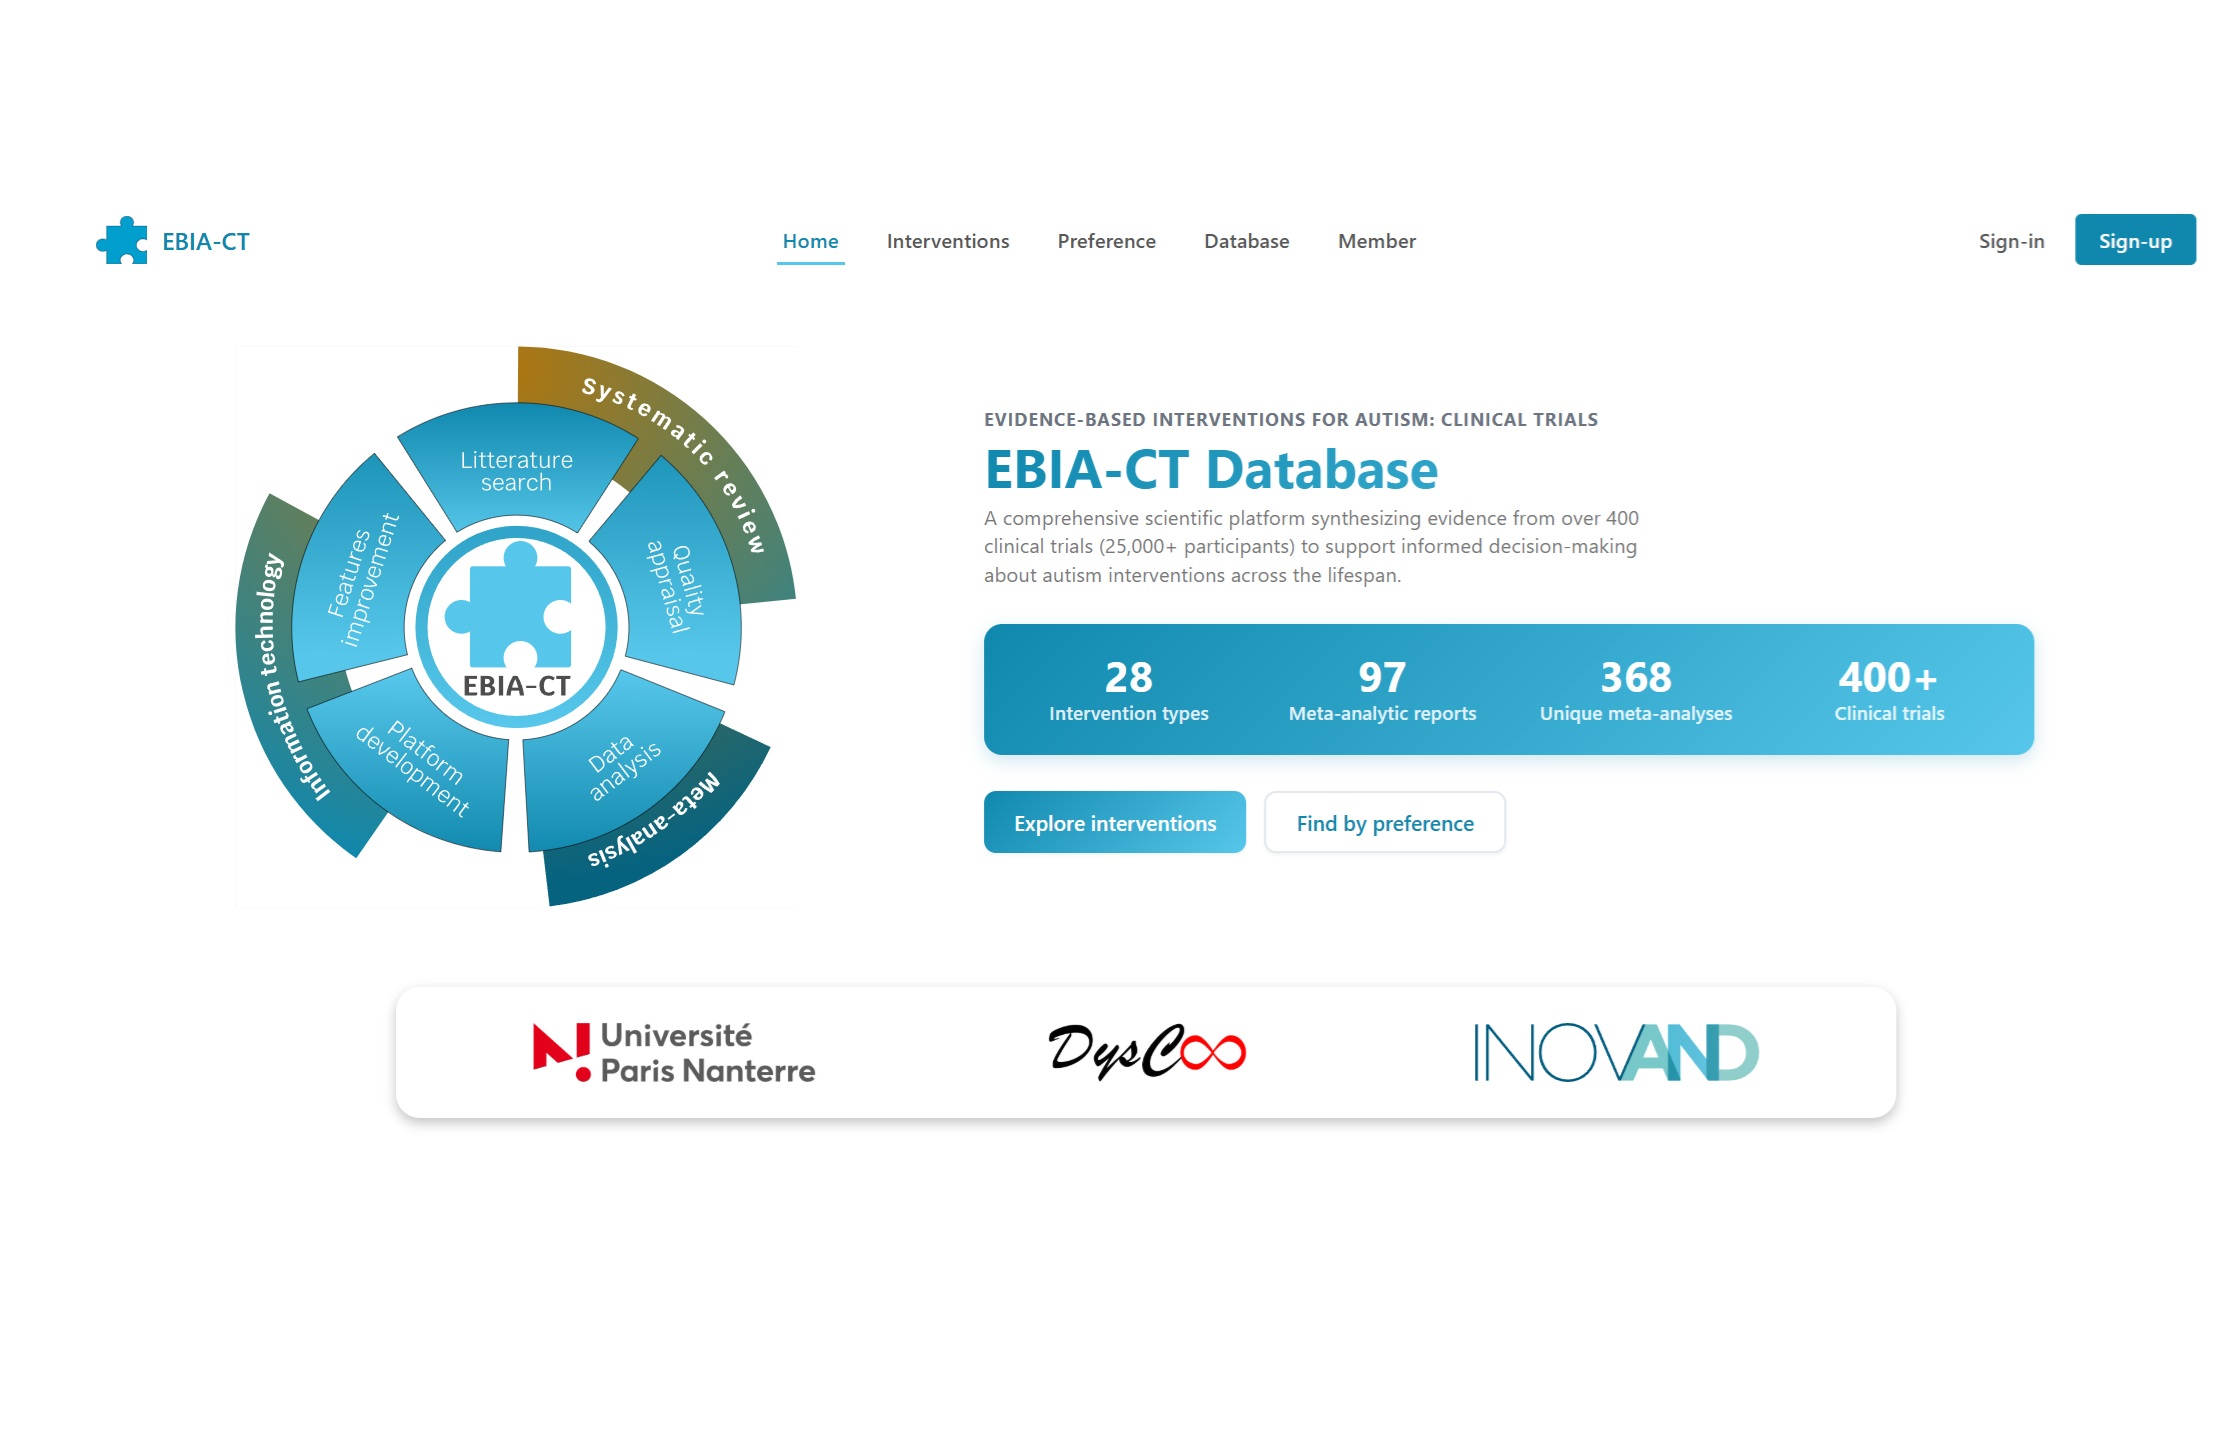 EBIA-CT
Home
Interventions
Preference
Database
Member
Sign-in
Sign-up
Systematic review
Litterature
search
Quality
appraisal
Features
improvement
Information technology
EBIA-CT
Platform
development
Data
analysis
Meta-analysis
EVIDENCE-BASED INTERVENTIONS FOR AUTISM: CLINICAL TRIALS
EBIA-CT Database
A comprehensive scientific platform synthesizing evidence from over 400
clinical trials (25,000+ participants) to support informed decision-making
about autism interventions across the lifespan.
28
Intervention types
97
Meta-analytic reports
368
Unique meta-analyses
400+
Clinical trials
Explore interventions
Find by preference
Université
Paris Nanterre
DysCo
INOVAND